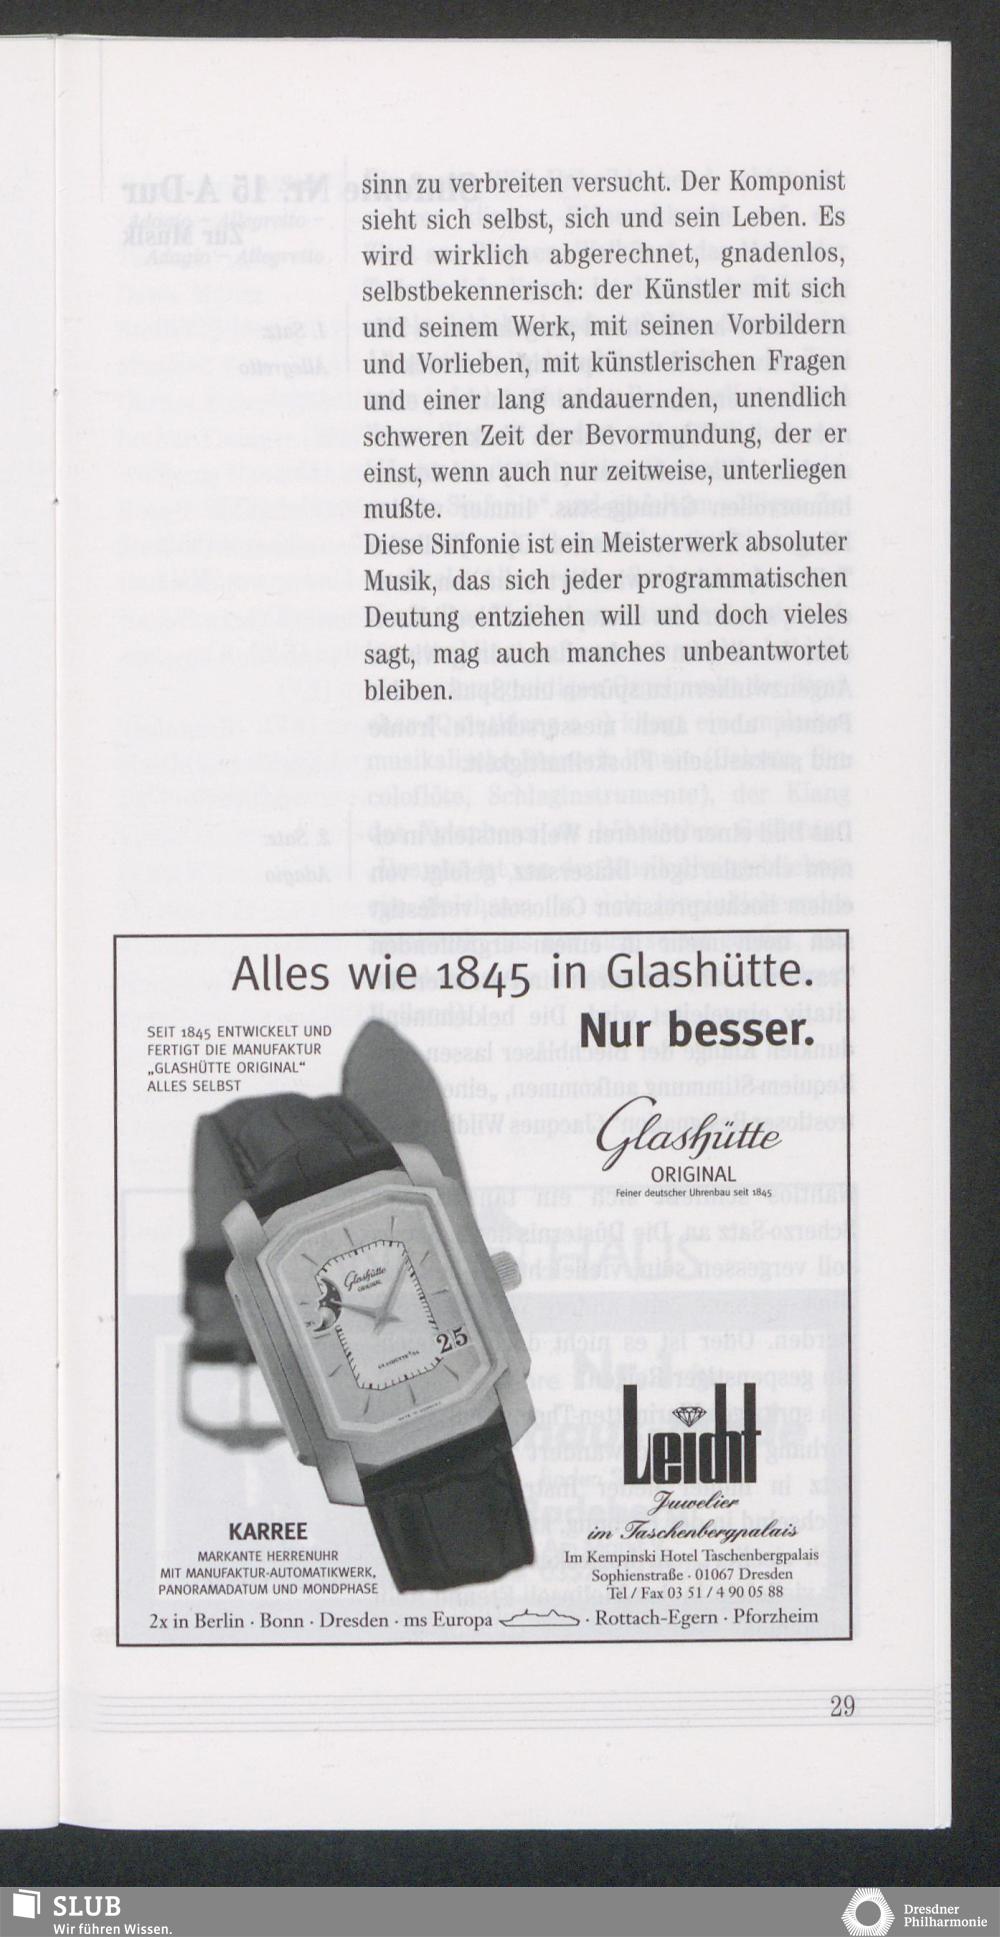 sinn zu verbreiten versucht. Der Komponist
sieht sich selbst, sich und sein Leben. Es
wird wirklich abgerechnet, gnadenlos,
selbstbekennerisch: der Künstler mit sich
und seinem Werk, mit seinen Vorbildern
und Vorlieben, mit künstlerischen Fragen
und einer lang andauernden, unendlich
schweren Zeit der Bevormundung, der er
einst, wenn auch nur zeitweise, unterliegen
mußte.
Diese Sinfonie ist ein Meisterwerk absoluter
Musik, das sich jeder programmatischen
Deutung entziehen will und doch vieles
sagt, mag auch manches unbeantwortet
bleiben.
Alles wie 1845 in Glashütte.
Nur besser.
SEIT 1845 ENTWICKELT UND
FERTIGT DIE MANUFAKTUR
„GLASHÜTTE ORIGINAL“
ALLES SELBST
Glashütte
ORIGINAL
Feiner deutscher Uhrenbau seit 1845
Glashütte
ORIGINAL
25
Leicht
Juwelier
im Taschenbergpalais
Im Kempinski Hotel Taschenbergpalais
Sophienstraße · 01067 Dresden
Tel / Fax 03 51 / 4 90 05 88
KARREE
MARKANTE HERRENUHR
MIT MANUFAKTUR-AUTOMATIKWERK,
PANORAMADATUM UND MONDPHASE
2x in Berlin · Bonn · Dresden · ms Europa · Rottach-Egern · Pforzheim
29
SLUB
Wir führen Wissen.
Dresdner
Philharmonie